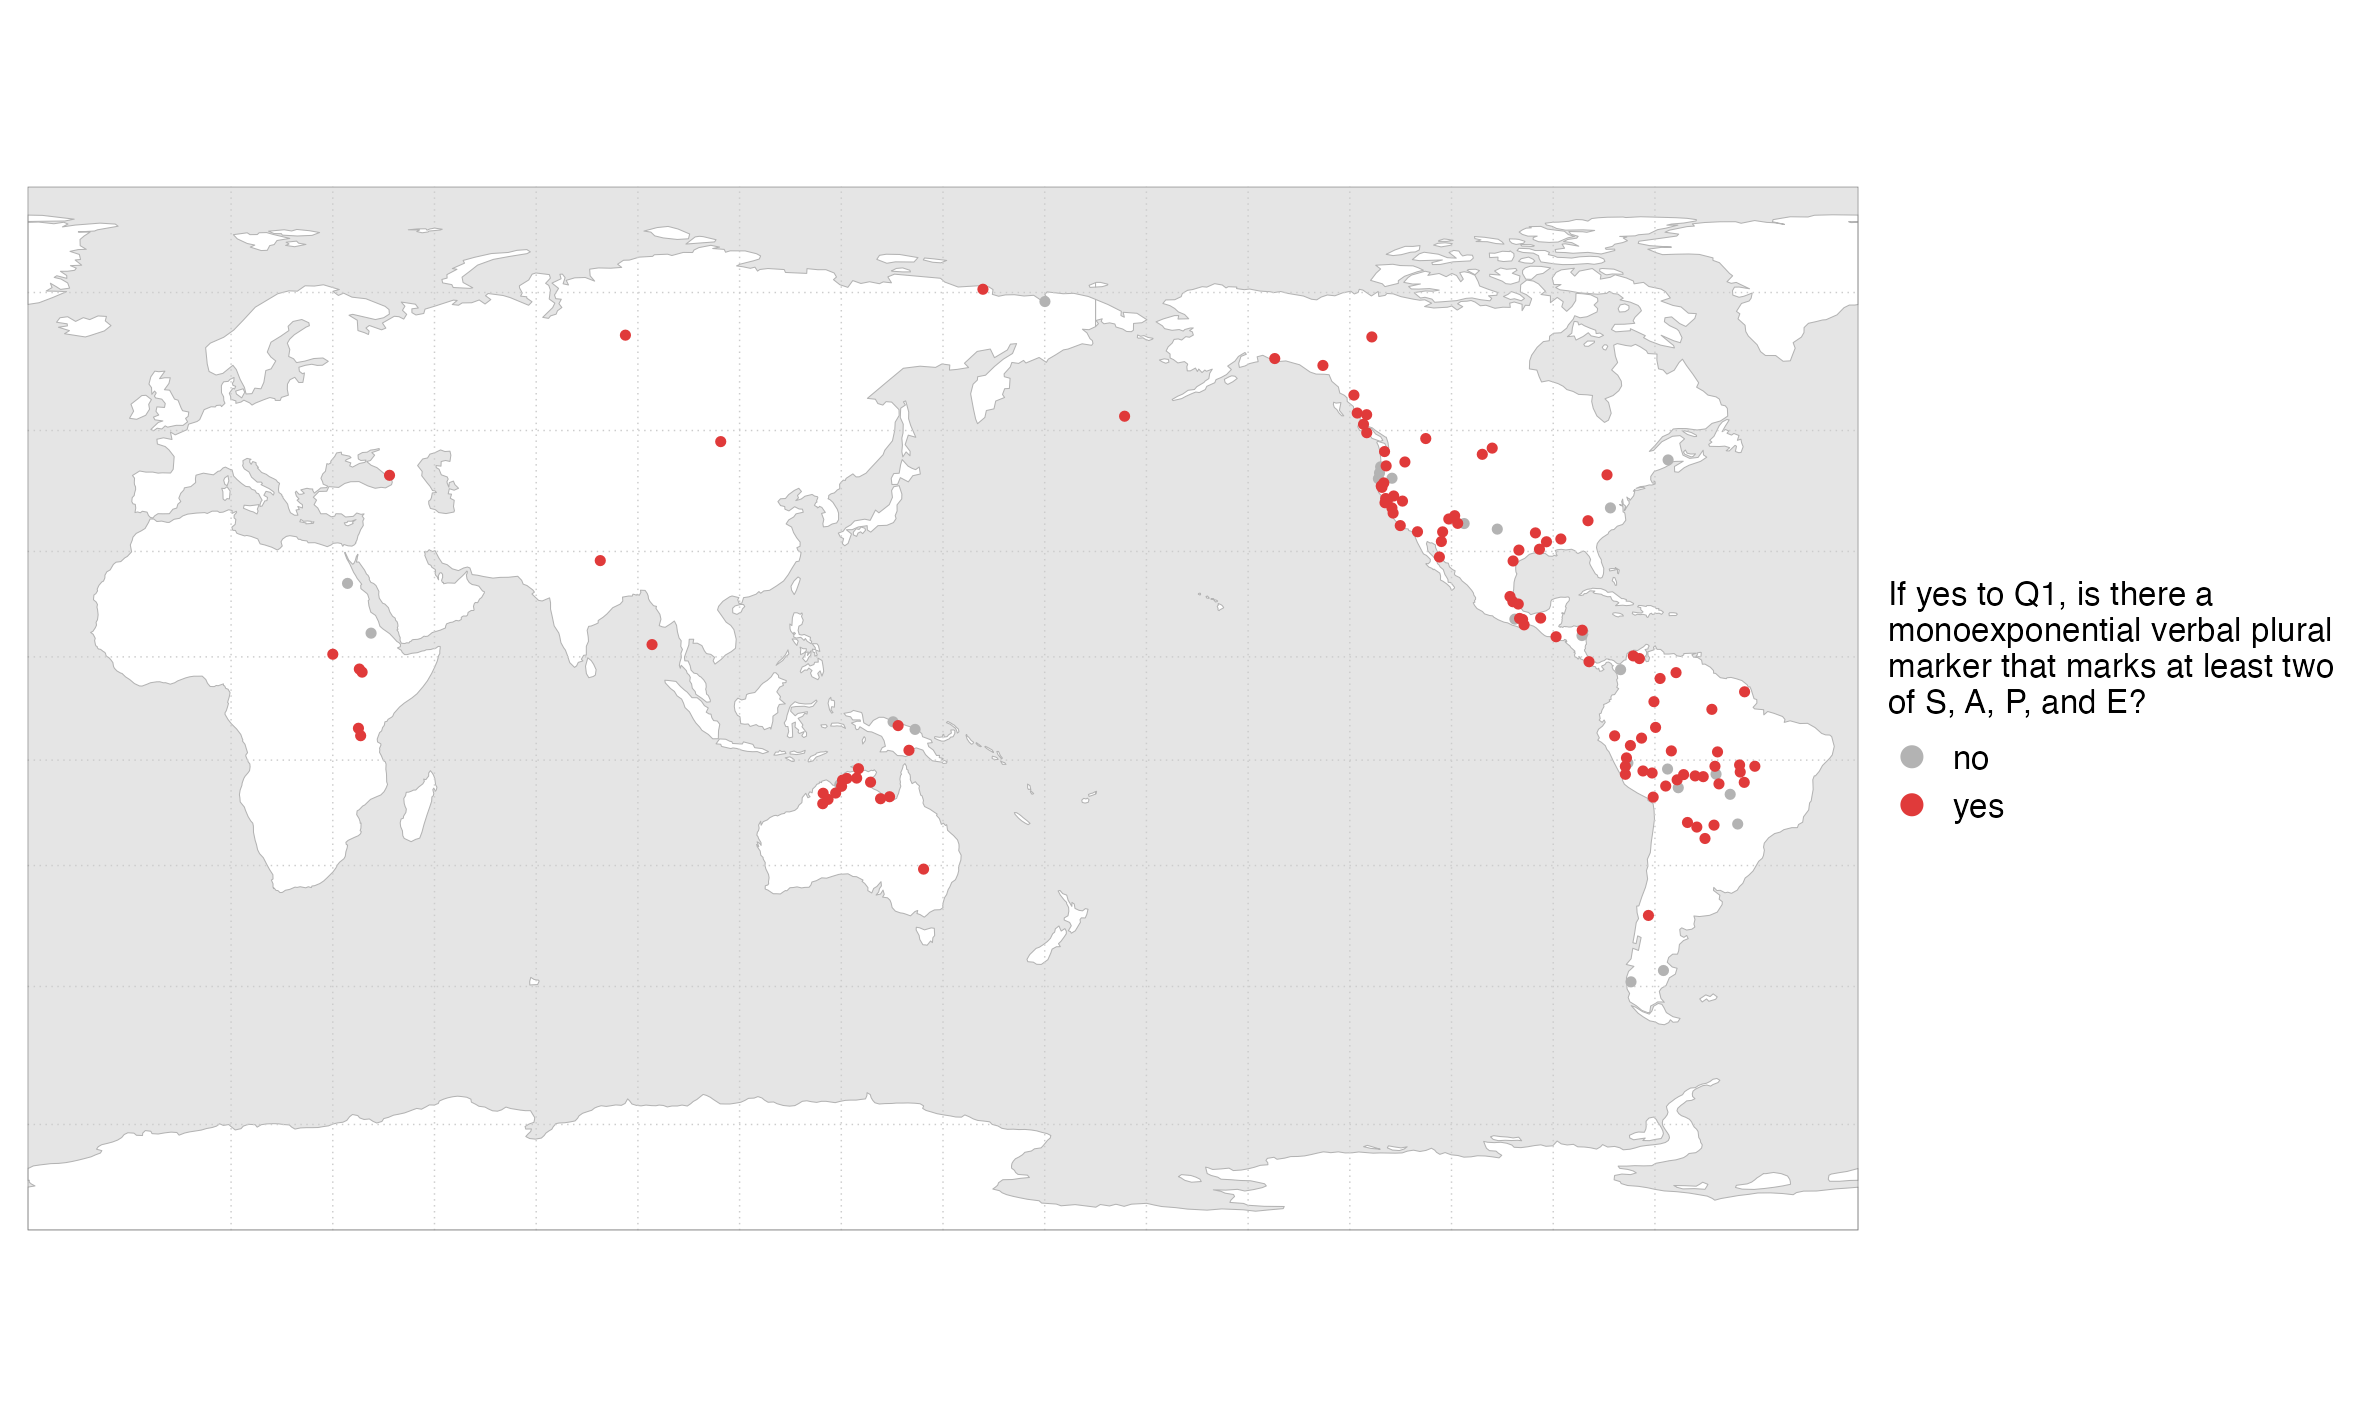 If yes to Q1, is there a
monoexponential verbal plural
marker that marks at least two
of S, A, P, and E?
no
yes